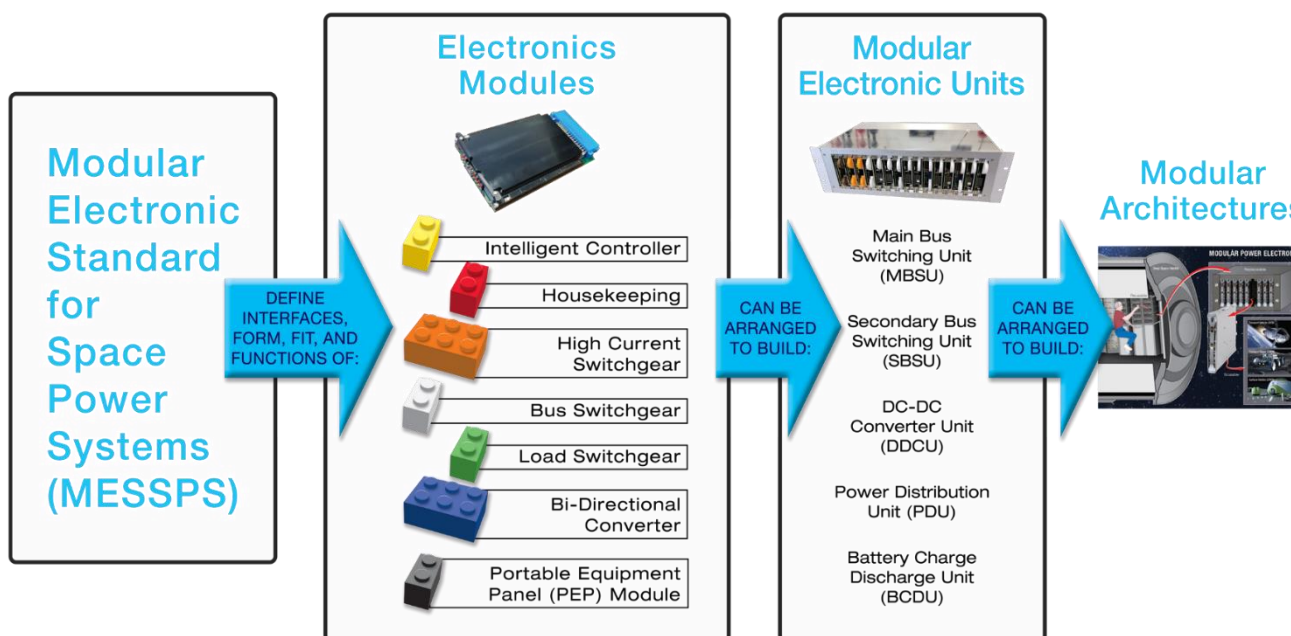 Modular
Electronic
Standard
for
Space
Power
Systems
(MESSPS)
DEFINE
INTERFACES,
FORM, FIT, AND
FUNCTIONS OF:
Electronics
Modules
Intelligent Controller
Housekeeping
High Current
Switchgear
Bus Switchgear
Load Switchgear
Bi-Directional
Converter
Portable Equipment
Panel (PEP) Module
CAN BE
ARRANGED
TO BUILD:
Modular
Electronic Units
Main Bus
Switching Unit
(MBSU)
Secondary Bus
Switching Unit
(SBSU)
DC-DC
Converter Unit
(DDCU)
Power Distribution
Unit (PDU)
Battery Charge
Discharge Unit
(BCDU)
CAN BE
ARRANGED
TO BUILD:
Modular
Architectures
MODULAR POWER ELECTRON